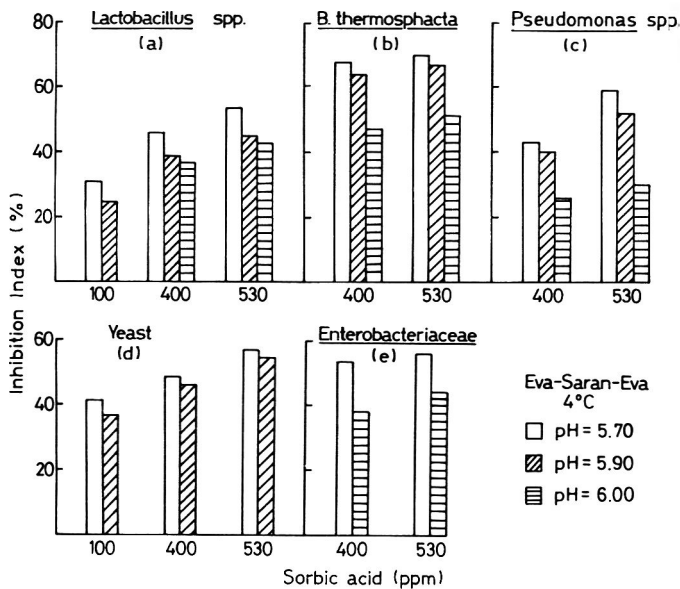 Lactobacillus spp.
(a)
B. thermosphacta
(b)
Pseudomonas spp.
(c)
80
60
40
20
100 400 530
400 530
400 530
Inhibition Index (%)
Yeast
(d)
Enterobacteriaceae
(e)
60
40
20
100 400 530
400 530
Sorbic acid (ppm)
Eva-Saran-Eva
4°C
pH = 5.70
pH = 5.90
pH = 6.00